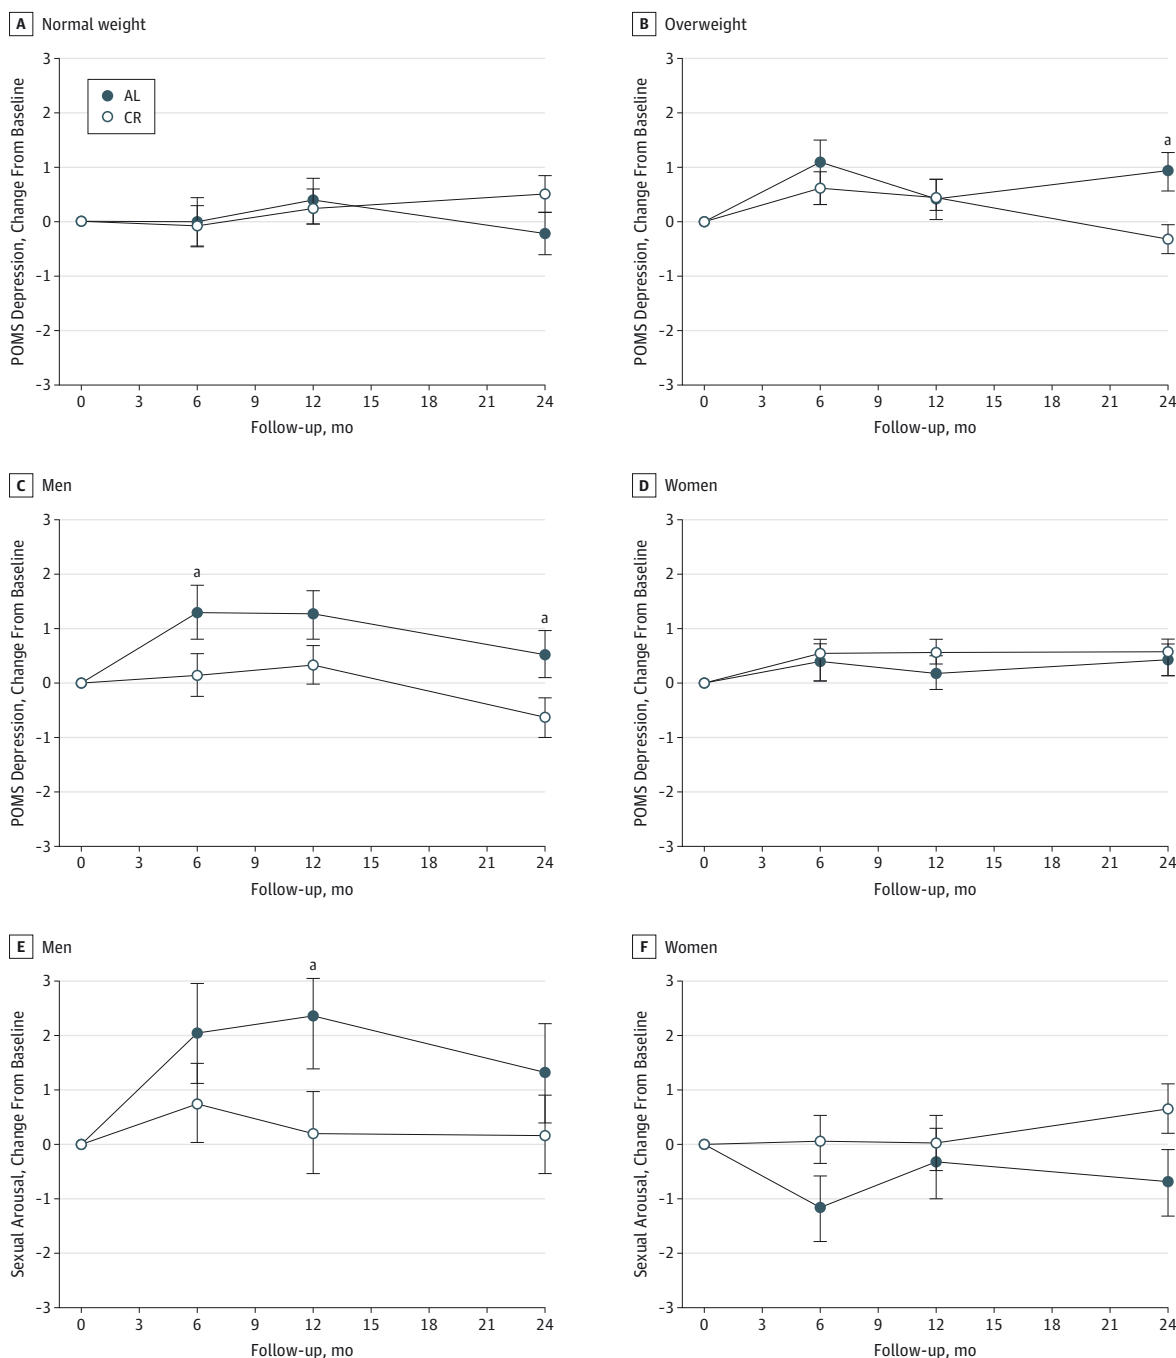 A Normal weight
POMS Depression, Change From Baseline
3
2
1
0
-1
-2
-3
AL
CR
0 3 6 9 12 15 18 21 24
Follow-up, mo
B Overweight
POMS Depression, Change From Baseline
3
2
1
0
-1
-2
-3
a
0 3 6 9 12 15 18 21 24
Follow-up, mo
C Men
POMS Depression, Change From Baseline
3
2
1
0
-1
-2
-3
a
a
0 3 6 9 12 15 18 21 24
Follow-up, mo
D Women
POMS Depression, Change From Baseline
3
2
1
0
-1
-2
-3
0 3 6 9 12 15 18 21 24
Follow-up, mo
E Men
Sexual Arousal, Change From Baseline
a
3
2
1
0
-1
-2
-3
0 3 6 9 12 15 18 21 24
Follow-up, mo
F Women
Sexual Arousal, Change From Baseline
3
2
1
0
-1
-2
-3
0 3 6 9 12 15 18 21 24
Follow-up, mo